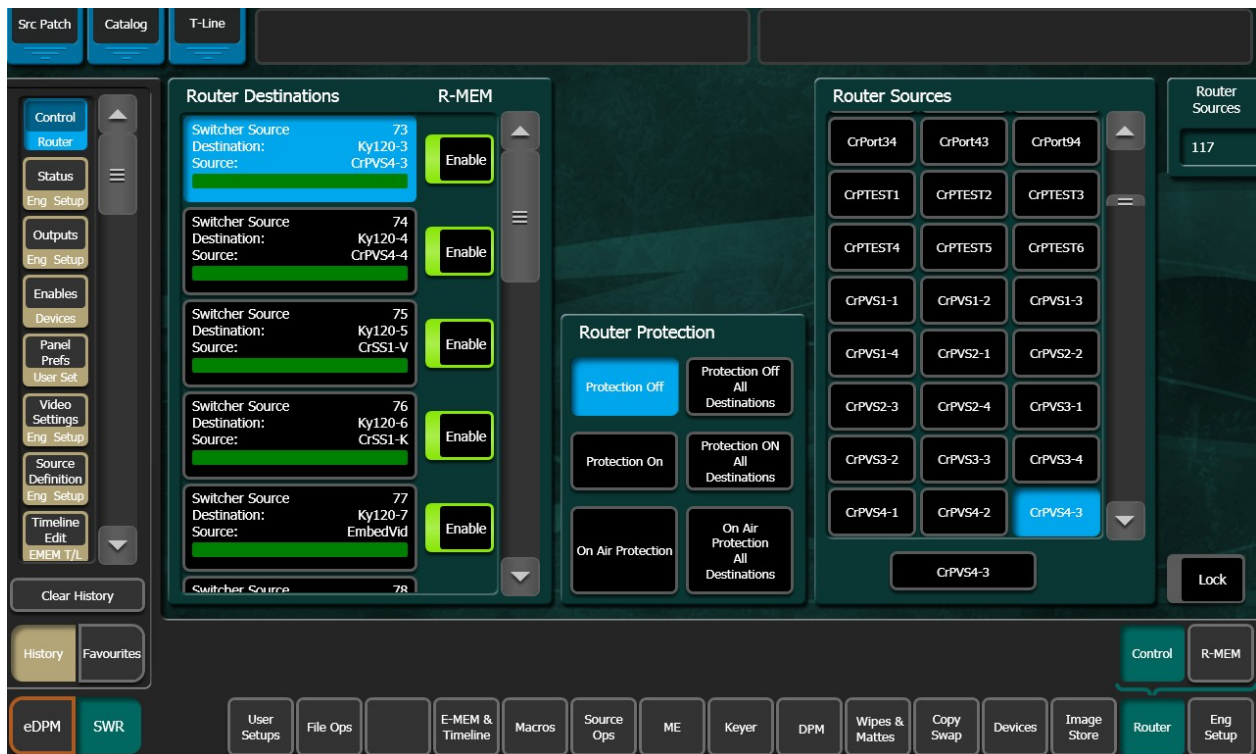 Src Patch
Catalog
T-Line
Control
Router
Status
Eng Setup
Outputs
Eng Setup
Enables
Devices
Panel
Prefs
User Set
Video
Settings
Eng Setup
Source
Definition
Eng Setup
Timeline
Edit
EMEM T/L
Clear History
History
Favourites
Router Destinations R-MEM
Switcher Source 73
Destination: Ky120-3
Source: CrPVS4-3
Enable
Switcher Source 74
Destination: Ky120-4
Source: CrPVS4-4
Enable
Switcher Source 75
Destination: Ky120-5
Source: CrSS1-V
Enable
Switcher Source 76
Destination: Ky120-6
Source: CrSS1-K
Enable
Switcher Source 77
Destination: Ky120-7
Source: EmbedVid
Enable
Switcher Source 78
Router Protection
Protection Off
Protection Off
All
Destinations
Protection On
Protection ON
All
Destinations
On Air Protection
On Air
Protection
All
Destinations
Router Sources
CrPort34 CrPort43 CrPort94
CrPTEST1 CrPTEST2 CrPTEST3
CrPTEST4 CrPTEST5 CrPTEST6
CrPVS1-1 CrPVS1-2 CrPVS1-3
CrPVS1-4 CrPVS2-1 CrPVS2-2
CrPVS2-3 CrPVS2-4 CrPVS3-1
CrPVS3-2 CrPVS3-3 CrPVS3-4
CrPVS4-1 CrPVS4-2 CrPVS4-3
CrPVS4-3
Router
Sources
117
Lock
Control
R-MEM
eDPM
SWR
User
Setups
File Ops
E-MEM &
Timeline
Macros
Source
Ops
ME
Keyer
DPM
Wipes &
Mattes
Copy
Swap
Devices
Image
Store
Router
Eng
Setup